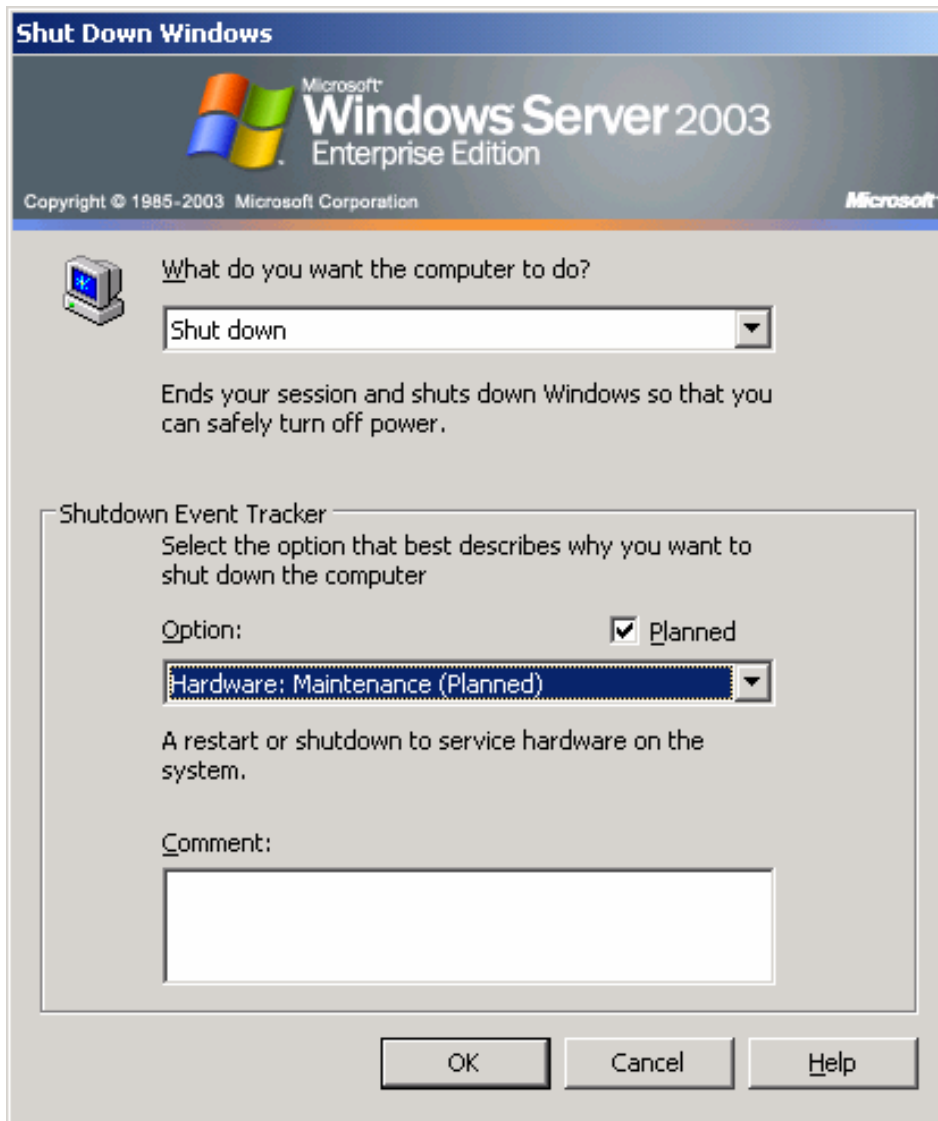 Shut Down Windows
Microsoft
Windows Server 2003
Enterprise Edition
Copyright © 1985-2003 Microsoft Corporation
Microsoft
What do you want the computer to do?
Shut down
Ends your session and shuts down Windows so that you
can safely turn off power.
Shutdown Event Tracker
Select the option that best describes why you want to
shut down the computer
Option:
Planned
Hardware: Maintenance (Planned)
A restart or shutdown to service hardware on the
system.
Comment:
OK Cancel Help